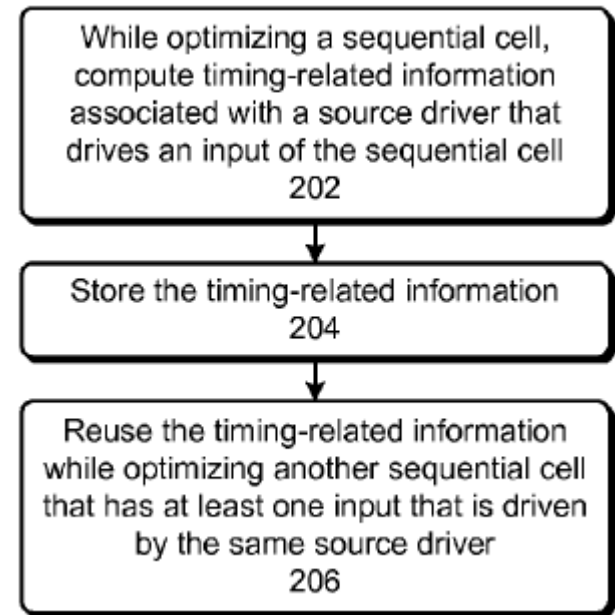 While optimizing a sequential cell,
compute timing-related information
associated with a source driver that
drives an input of the sequential cell
202
Store the timing-related information
204
Reuse the timing-related information
while optimizing another sequential cell
that has at least one input that is driven
by the same source driver
206